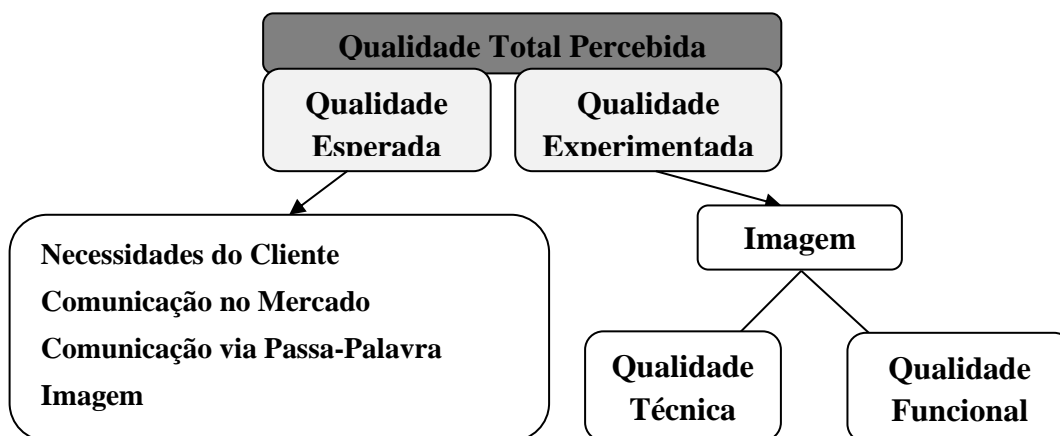 Qualidade Total Percebida
Qualidade
Esperada
Qualidade
Experimentada
Necessidades do Cliente
Comunicação no Mercado
Comunicação via Passa-Palavra
Imagem
Imagem
Qualidade
Técnica
Qualidade
Funcional